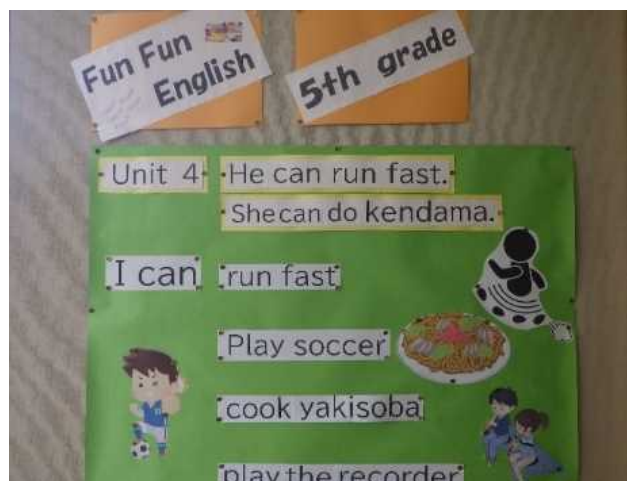 Fun Fun
English
5th grade
Unit 4 He can run fast.
She can do kendama.
I can run fast
Play soccer
cook yakisoba
play the recorder